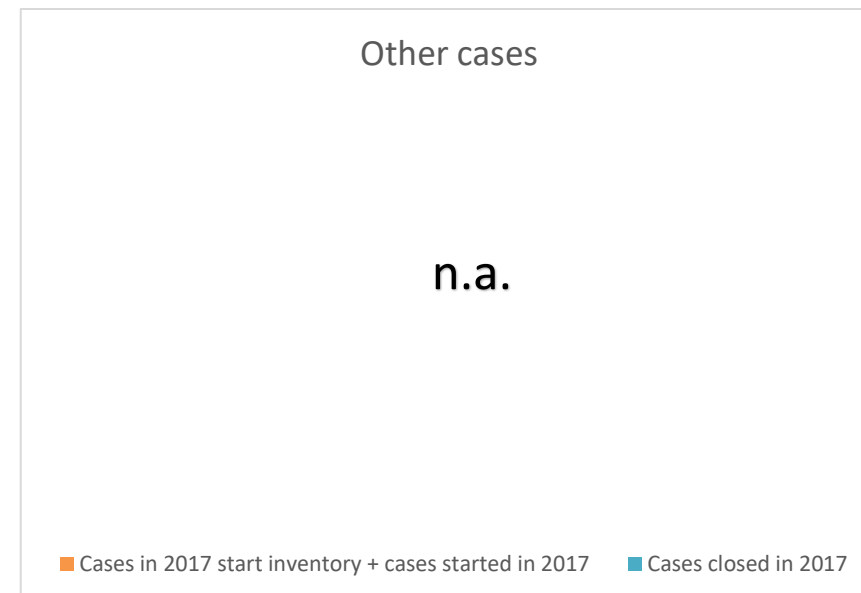 Other cases
n.a.
Cases in 2017 start inventory + cases started in 2017
Cases closed in 2017